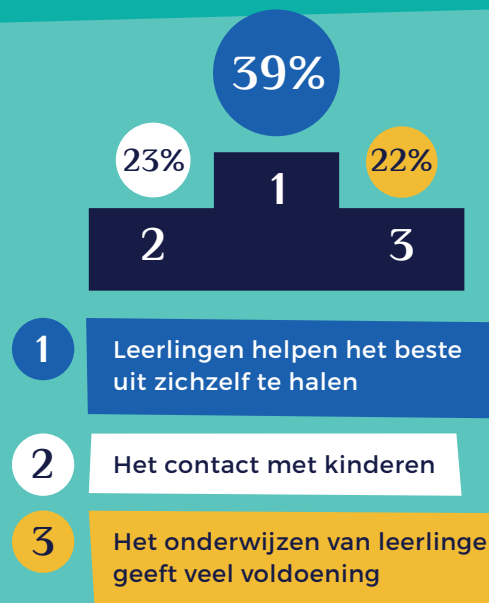 39%
23%
22%
1
2
3
1
Leerlingen helpen het beste
uit zichzelf te halen
2
Het contact met kinderen
3
Het onderwijzen van leerlinge
geeft veel voldoening